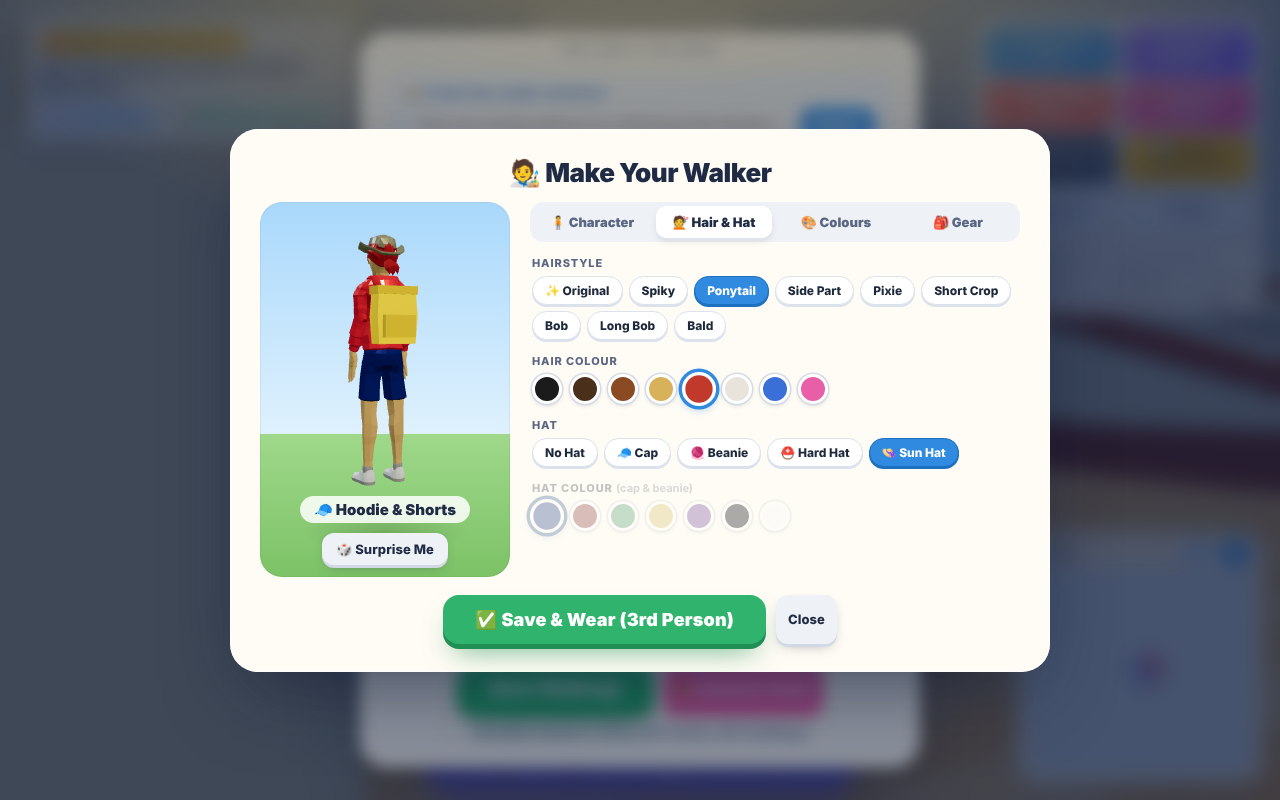 Make Your Walker
Character
Hair & Hat
Colours
Gear
HAIRSTYLE
Original
Spiky
Ponytail
Side Part
Pixie
Short Crop
Bob
Long Bob
Bald
HAIR COLOUR
HAT
No Hat
Cap
Beanie
Hard Hat
Sun Hat
HAT COLOUR (cap & beanie)
Hoodie & Shorts
Surprise Me
Save & Wear (3rd Person)
Close